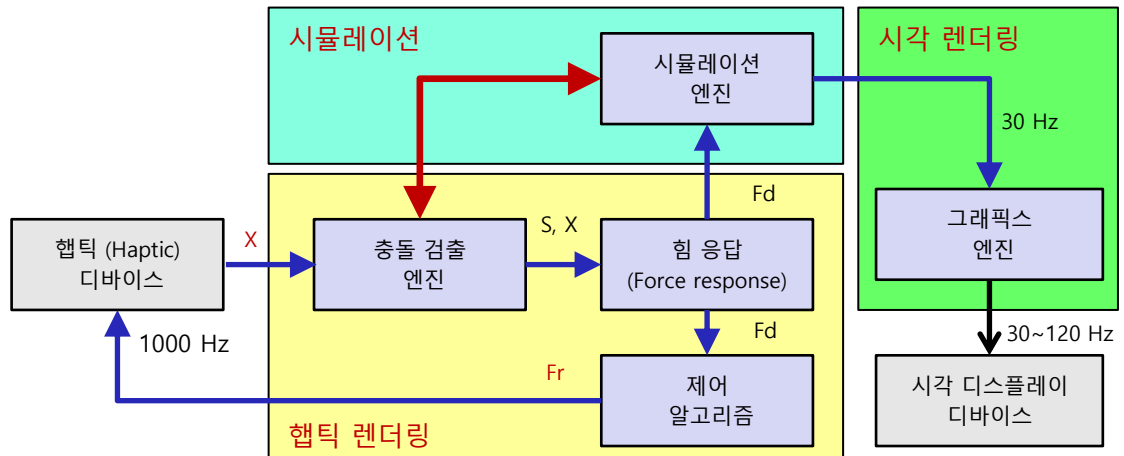 시뮬레이션
시뮬레이션
엔진
시각 렌더링
30 Hz
Fd
S, X
X
햅틱 (Haptic)
디바이스
충돌 검출
엔진
힘 응답
(Force response)
그래픽스
엔진
1000 Hz
Fd
30~120 Hz
Fr
제어
알고리즘
시각 디스플레이
디바이스
햅틱 렌더링